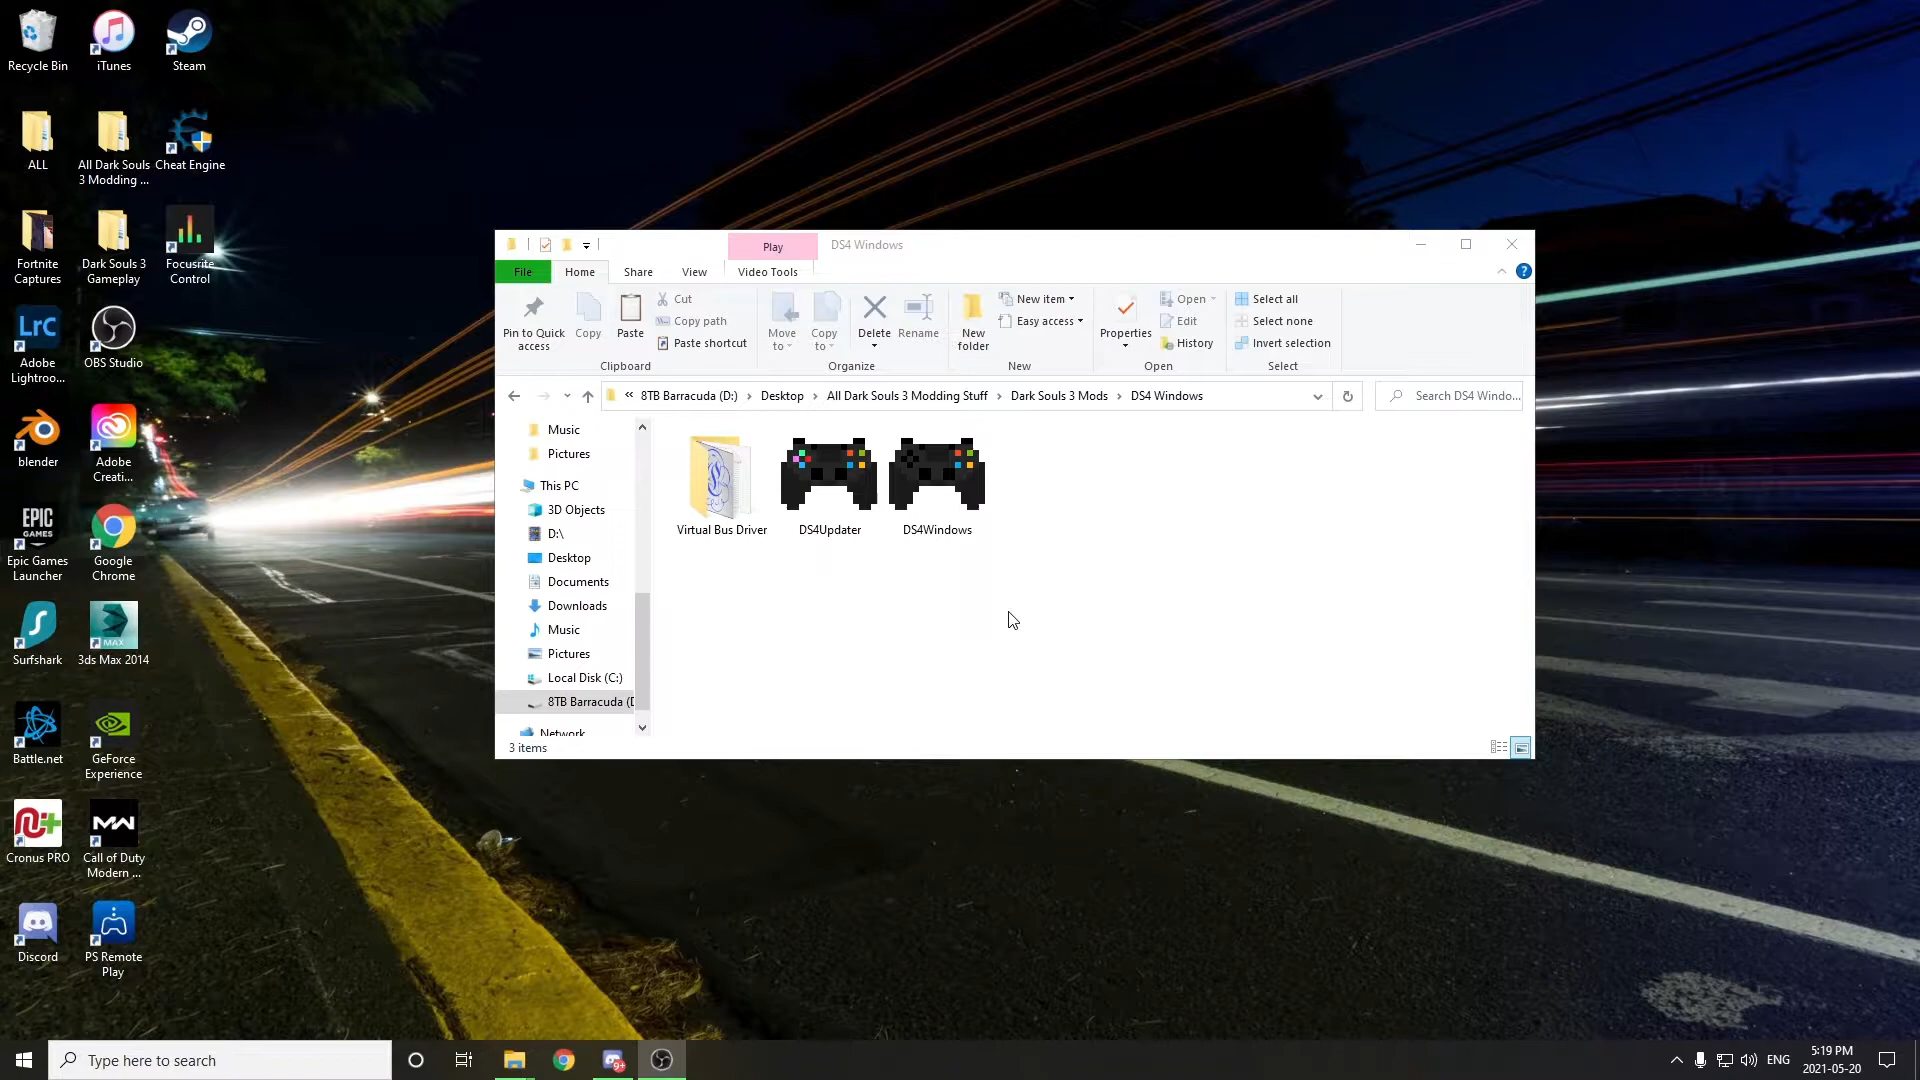 Recycle Bin
iTunes
Steam
ALL
All Dark Souls
3 Modding ...
Cheat Engine
Fortnite
Captures
Dark Souls 3
Gameplay
Focusrite
Control
LrC
Adobe
Lightroo...
OBS Studio
blender
Adobe
Creati...
EPIC
GAMES
Epic Games
Launcher
Google
Chrome
Surfshark
MAX
3ds Max 2014
Battle.net
GeForce
Experience
Cronus PRO
MW
Call of Duty
Modern ...
Discord
PS Remote
Play
Play
DS4 Windows
File
Home
Share
View
Video Tools
Pin to Quick
access
Copy
Paste
Cut
Copy path
Paste shortcut
Clipboard
Move
to
Copy
to
Delete
Rename
Organize
New
folder
New item
Easy access
New
Properties
Open
Edit
History
Open
Select all
Select none
Invert selection
Select
« 8TB Barracuda (D:) › Desktop › All Dark Souls 3 Modding Stuff › Dark Souls 3 Mods › DS4 Windows
Search DS4 Windo...
Music
Pictures
This PC
3D Objects
D:\
Desktop
Documents
Downloads
Music
Pictures
Local Disk (C:)
8TB Barracuda (D
Network
Virtual Bus Driver
DS4Updater
DS4Windows
3 items
Type here to search
9+
ENG
5:19 PM
2021-05-20